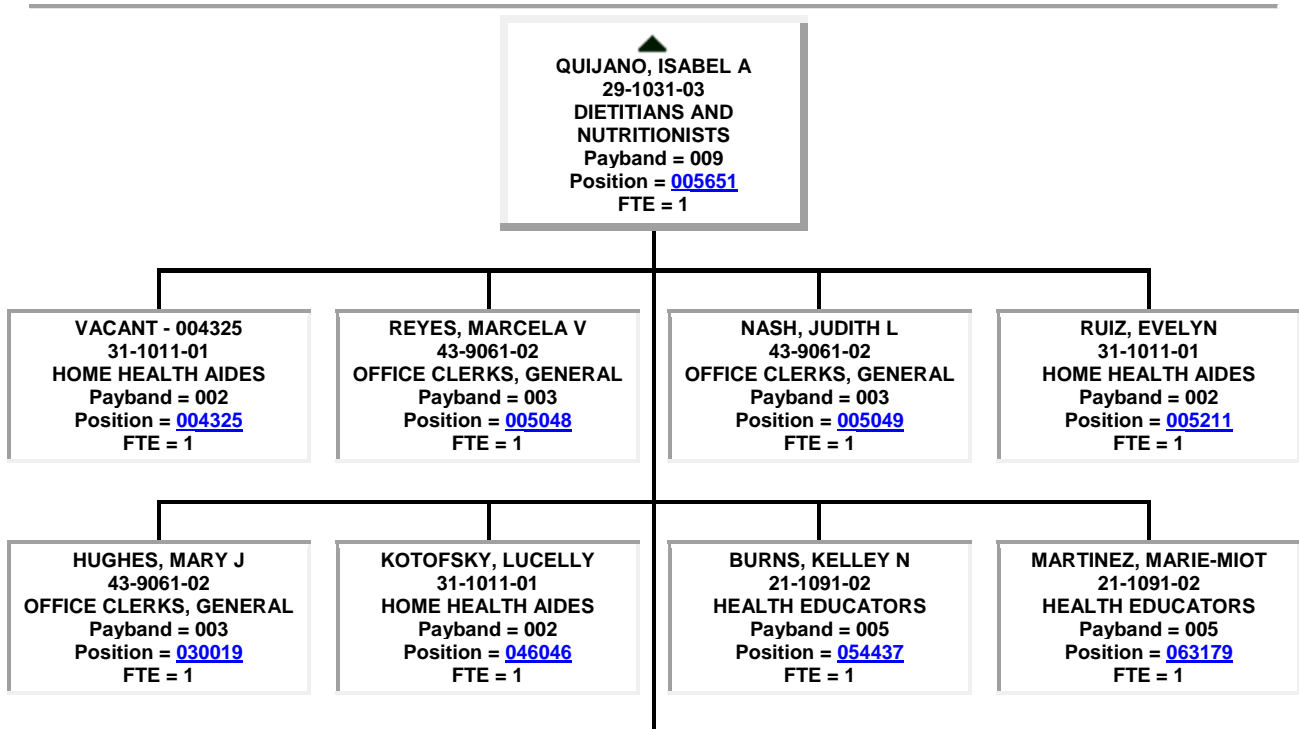 QUIJANO, ISABEL A
29-1031-03
DIETITIANS AND
NUTRITIONISTS
Payband = 009
Position = 005651
FTE = 1
VACANT - 004325
31-1011-01
HOME HEALTH AIDES
Payband = 002
Position = 004325
FTE = 1
REYES, MARCELA V
43-9061-02
OFFICE CLERKS, GENERAL
Payband = 003
Position = 005048
FTE = 1
NASH, JUDITH L
43-9061-02
OFFICE CLERKS, GENERAL
Payband = 003
Position = 005049
FTE = 1
RUIZ, EVELYN
31-1011-01
HOME HEALTH AIDES
Payband = 002
Position = 005211
FTE = 1
HUGHES, MARY J
43-9061-02
OFFICE CLERKS, GENERAL
Payband = 003
Position = 030019
FTE = 1
KOTOFSKY, LUCELLY
31-1011-01
HOME HEALTH AIDES
Payband = 002
Position = 046046
FTE = 1
BURNS, KELLEY N
21-1091-02
HEALTH EDUCATORS
Payband = 005
Position = 054437
FTE = 1
MARTINEZ, MARIE-MIOT
21-1091-02
HEALTH EDUCATORS
Payband = 005
Position = 063179
FTE = 1